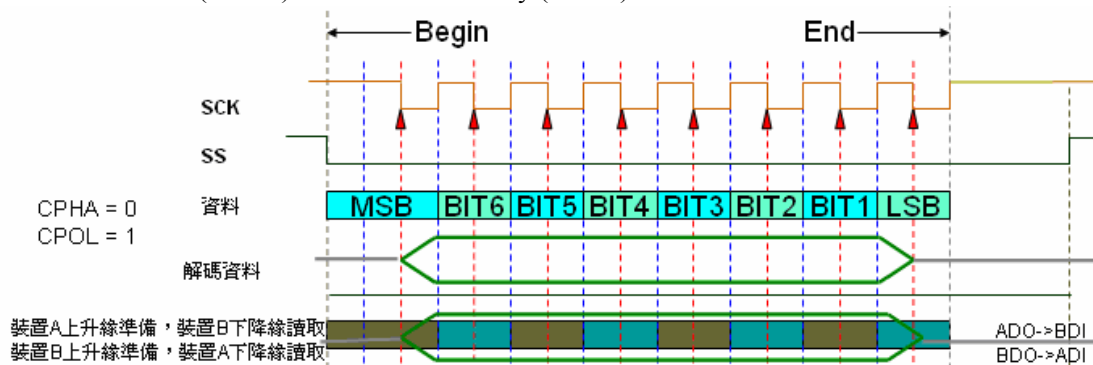 Begin
End
SCK
SS
CPHA = 0
CPOL = 1
資料
MSB BIT6 BIT5 BIT4 BIT3 BIT2 BIT1 LSB
解碼資料
裝置A上升緣準備，裝置B下降緣讀取
裝置B上升緣準備，裝置A下降緣讀取
ADO->BDI
BDO->ADI